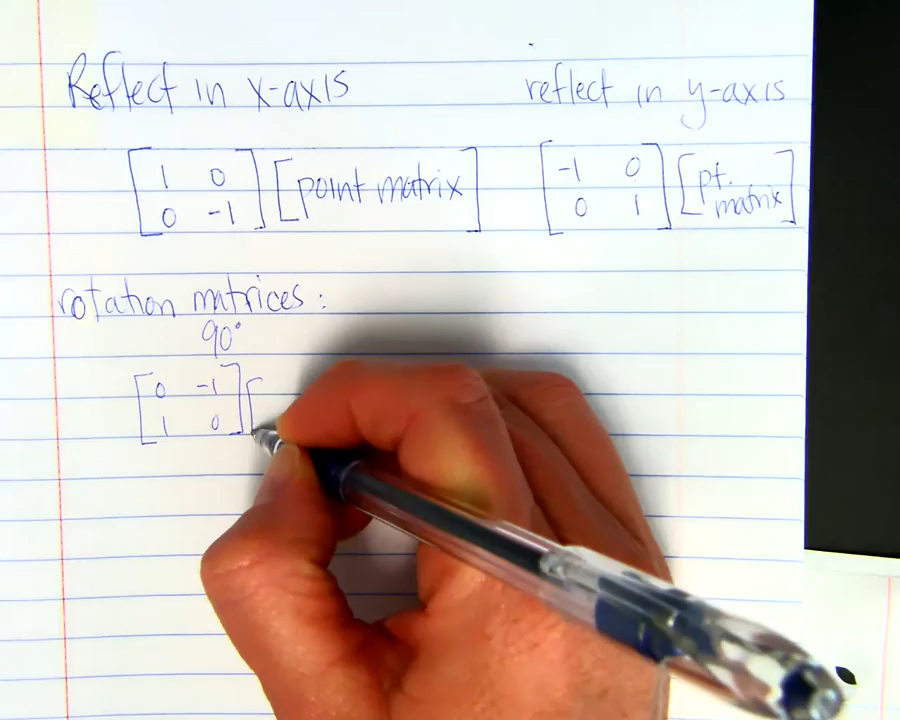 Reflect in x-axis
reflect in y-axis
[1 0
0 -1] [point matrix]
[-1 0
0 1] [pt.
matrix]
rotation matrices:
90°
[0 -1
1 0] [